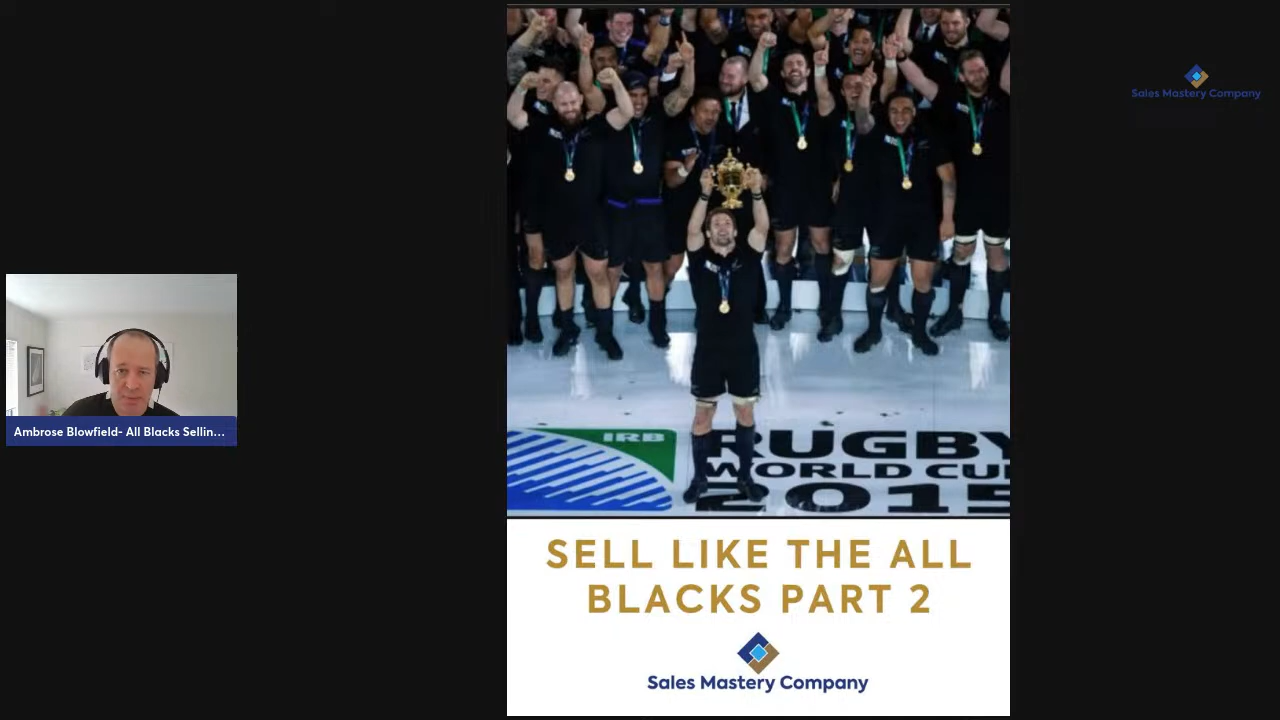 Sales Mastery Company
Ambrose Blowfield- All Blacks Sellin...
IRB
RUGBY
WORLD CUP
2015
SELL LIKE THE ALL
BLACKS PART 2
Sales Mastery Company